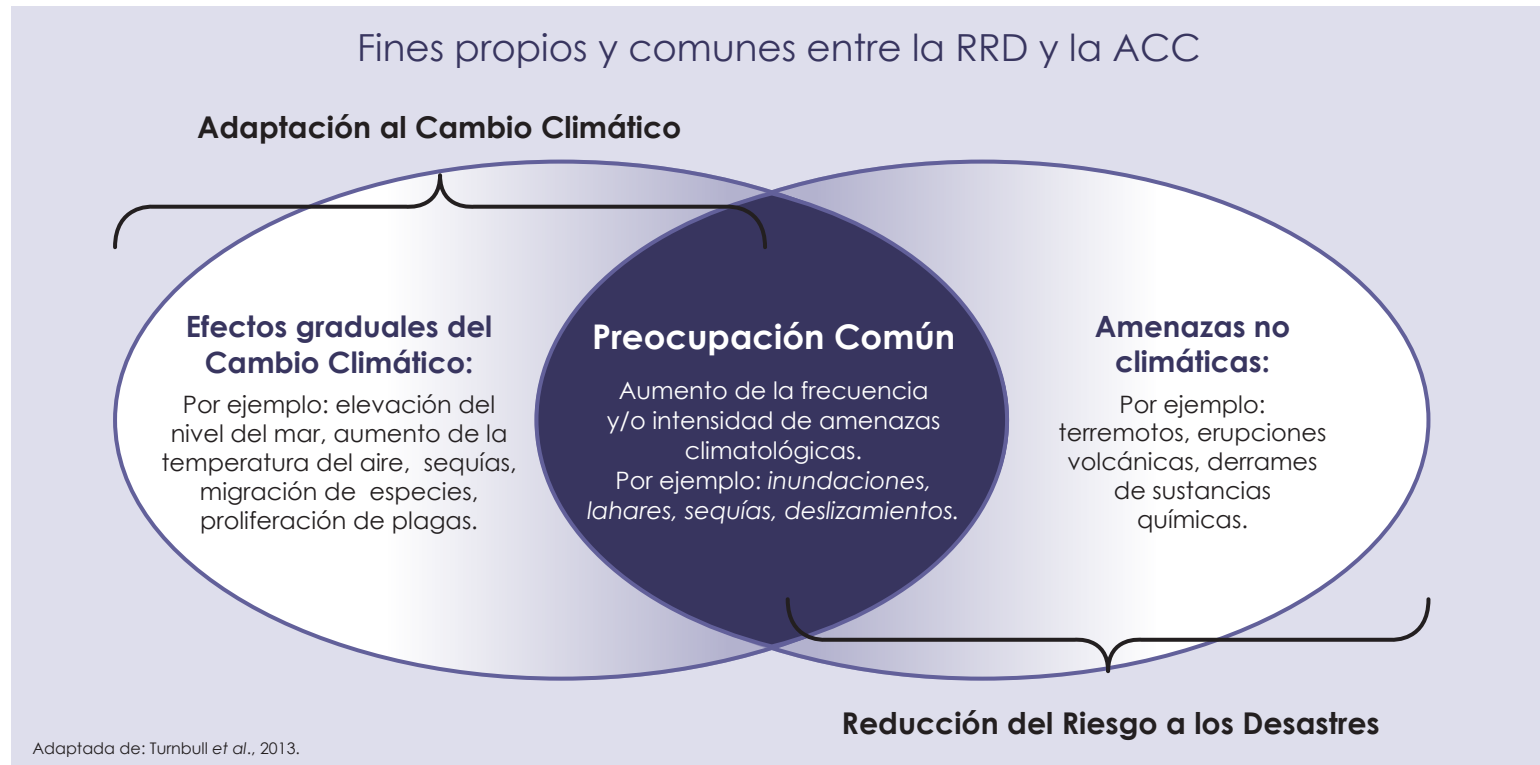 Fines propios y comunes entre la RRD y la ACC
Adaptación al Cambio Climático
Efectos graduales del
Cambio Climático:
Por ejemplo: elevación del
nivel del mar, aumento de la
temperatura del aire, sequías,
migración de especies,
proliferación de plagas.
Preocupación Común
Aumento de la frecuencia
y/o intensidad de amenazas
climatológicas.
Por ejemplo: inundaciones,
lahares, sequías, deslizamientos.
Amenazas no
climáticas:
Por ejemplo:
terremotos, erupciones
volcánicas, derrames
de sustancias
químicas.
Reducción del Riesgo a los Desastres
Adaptada de: Turnbull et al., 2013.